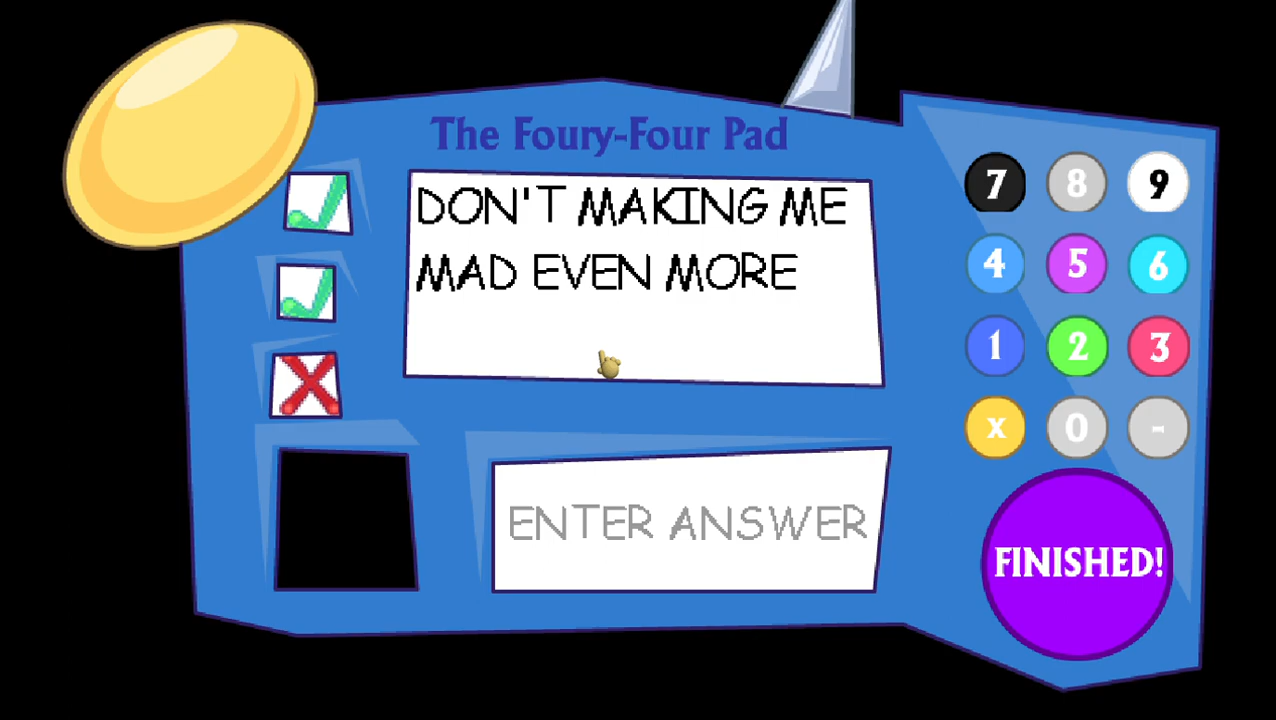 The Foury-Four Pad
DON'T MAKING ME
MAD EVEN MORE
ENTER ANSWER
7 8 9
4 5 6
1 2 3
x 0 -
FINISHED!